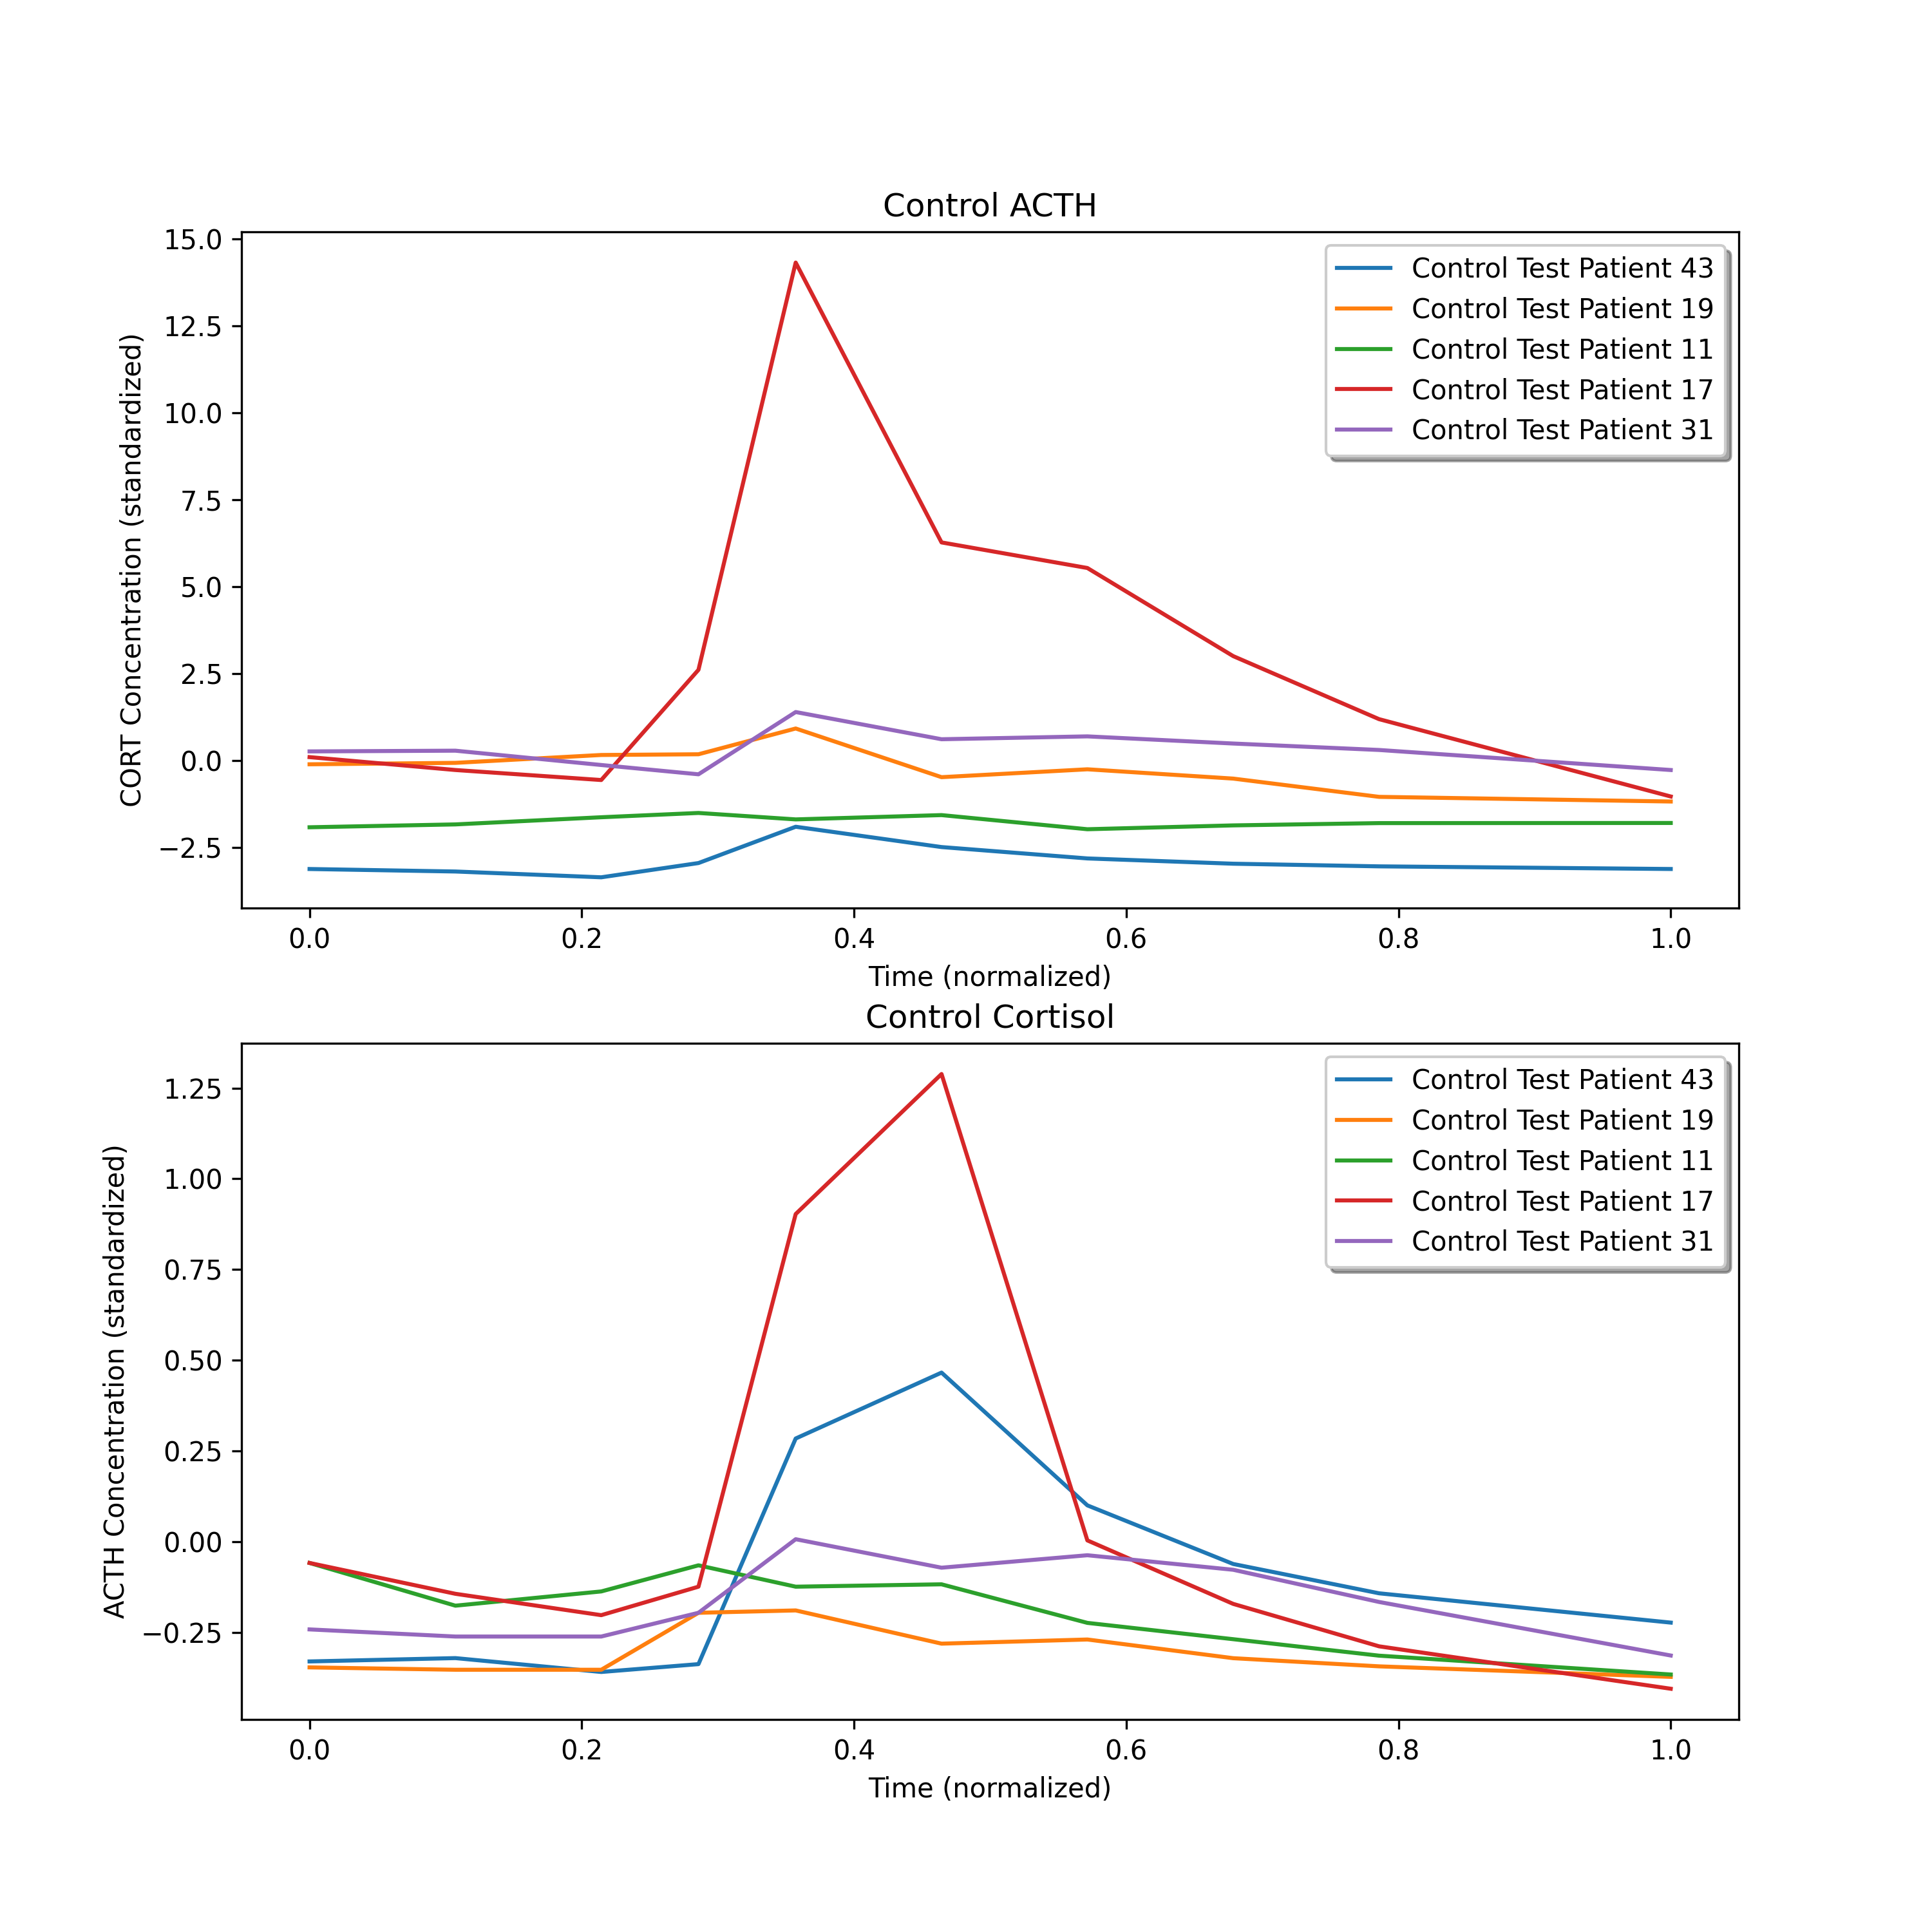 Control ACTH
15.0
12.5
10.0
7.5
5.0
2.5
0.0
−2.5
CORT Concentration (standardized)
Control Test Patient 43
Control Test Patient 19
Control Test Patient 11
Control Test Patient 17
Control Test Patient 31
0.0 0.2 0.4 0.6 0.8 1.0
Time (normalized)
Control Cortisol
1.25
1.00
0.75
0.50
0.25
0.00
−0.25
ACTH Concentration (standardized)
Control Test Patient 43
Control Test Patient 19
Control Test Patient 11
Control Test Patient 17
Control Test Patient 31
0.0 0.2 0.4 0.6 0.8 1.0
Time (normalized)